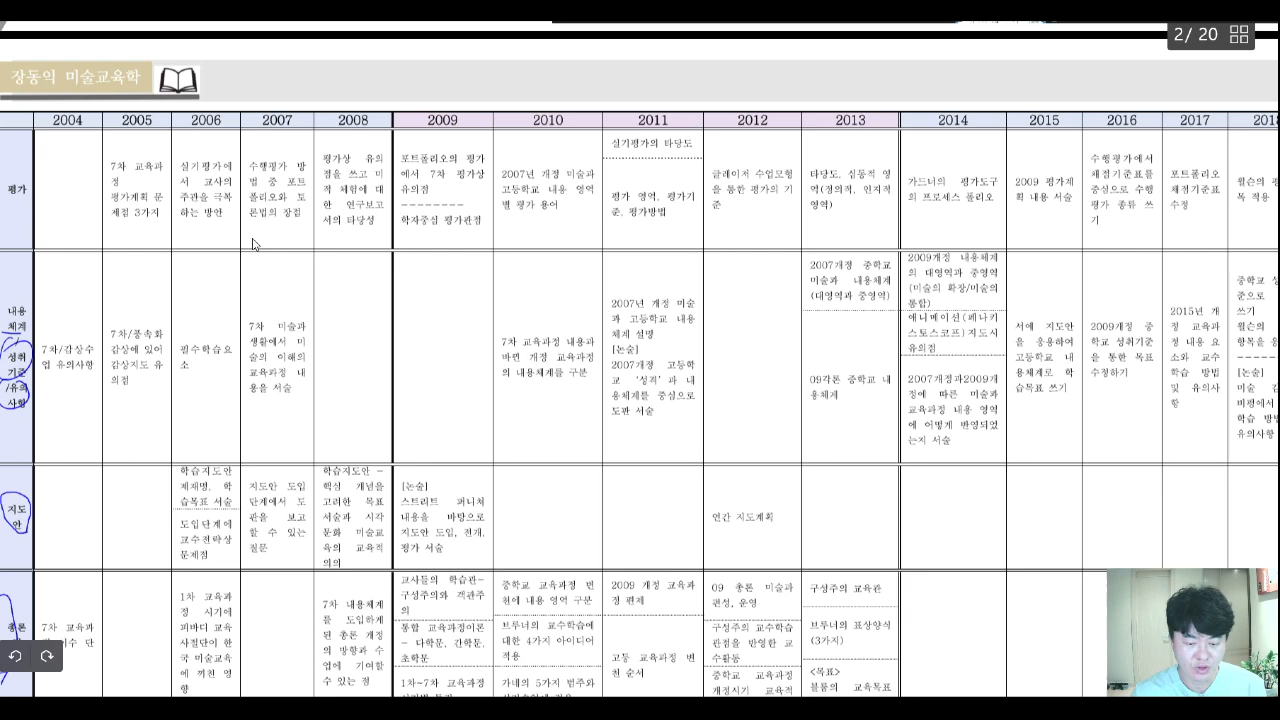 2/ 20
장동의 미술교육학
2004 2005 2006 2007 2008 2009 2010 2011 2012 2013 2014 2015 2016 2017 2018
평가
7차 교육과
정
평가계획 문
제점 3가지
실기평가에
서 교사의
주관을 극복
하는 방안
수행평가 방
법 중 포트
폴리오와 토
론법의 장점
평가상 유의
점을 쓰고 미
적 체험에 대
한 연구보고
서의 타당성
포트폴리오의 평가
에서 7차 평가상
유의점
--------
학자중심 평가관점
2007년 개정 미술과
고등학교 내용 영역
별 평가 용어
실기평가의 타당도
평가 영역, 평가기
준, 평가방법
글레이저 수업모형
을 통한 평가의 기
준
타당도, 심동적 영
역(정의적, 인지적
영역)
가드너의 평가도구
의 프로세스 폴리오
2009 평가계
획 내용 서술
수행평가에서
채점기준표를
중심으로 수행
평가 종류 쓰
기
포트폴리오
채점기준표
수정
윌슨의 평
목 적용
내용
체계
성취
기준
/유의
사항
7차/감상수
업 유의사항
7차/풍속화
감상에 있어
감상지도 유
의점
필수학습요
소
7차 미술과
생활에서 미
술의 이해의
교육과정 내
용을 서술
7차 교육과정 내용과
바뀐 개정 교육과정
의 내용체계를 구분
2007년 개정 미술
과 고등학교 내용
체계 설명
[논술]
2007개정 고등학
교 '성격'과 내
용체계를 중심으로
도판 서술
2007개정 중학교
미술과 내용체계
(대영역과 중영역)
09각론 중학교 내
용체계
2009개정 내용체계
의 대영역과 중영역
(미술의 확장/미술의
통합)
애니메이션(페나키
스토스코프)지도시
유의점
2007개정과2009개
정에 따른 미술과
교육과정 내용 영역
에 어떻게 반영되었
는지 서술
서예 지도안
을 응용하여
고등학교 내
용체계로 학
습목표 쓰기
2009개정 중
학교 성취기준
을 통한 목표
수정하기
2015년 개
정 교육과
정 내용 요
소와 교수
학습 방법
및 유의사
항
중학교 성
준으로
쓰기
윌슨의
항목을 응
-----
[논술]
미술 감
비평에서
학습 방법
유의사항
지도
안
학습지도안
제재명, 학
습목표 서술
도입단계에
교수전략상
문제점
지도안 도입
단계에서 도
판을 보고
할 수 있는
질문
학습지도안 -
핵심 개념을
고려한 목표
서술과 시각
문화 미술교
육의 교육적
의의
[논술]
스트리트 퍼니처
내용을 바탕으로
지도안 도입, 전개,
평가 서술
연간 지도계획
총론
7차 교육과
이수 단
1차 교육과
정 시기에
피바디 교육
사절단이 한
국 미술교육
에 끼친 영
향
7차 내용체계
를 도입하게
된 총론 개정
의 방향과 수
업에 기여할
수 있는 점
교사들의 학습관-
구성주의와 객관주
의
통합 교육과정이론
- 다학문, 간학문,
초학문
1차~7차 교육과정
중학교 교육과정 변
천에 내용 영역 구분
브루너의 교수학습에
대한 4가지 아이디어
적용
가네의 5가지 범주와
2009 개정 교육과
정 편제
고등 교육과정 변
천 순서
09 총론 미술과
편성, 운영
구성주의 교수학습
관점을 반영한 교
수활동
중학교 교육과정
개정시기 교육적
구성주의 교육관
브루너의 표상양식
(3가지)
<목표>
블룸의 교육목표